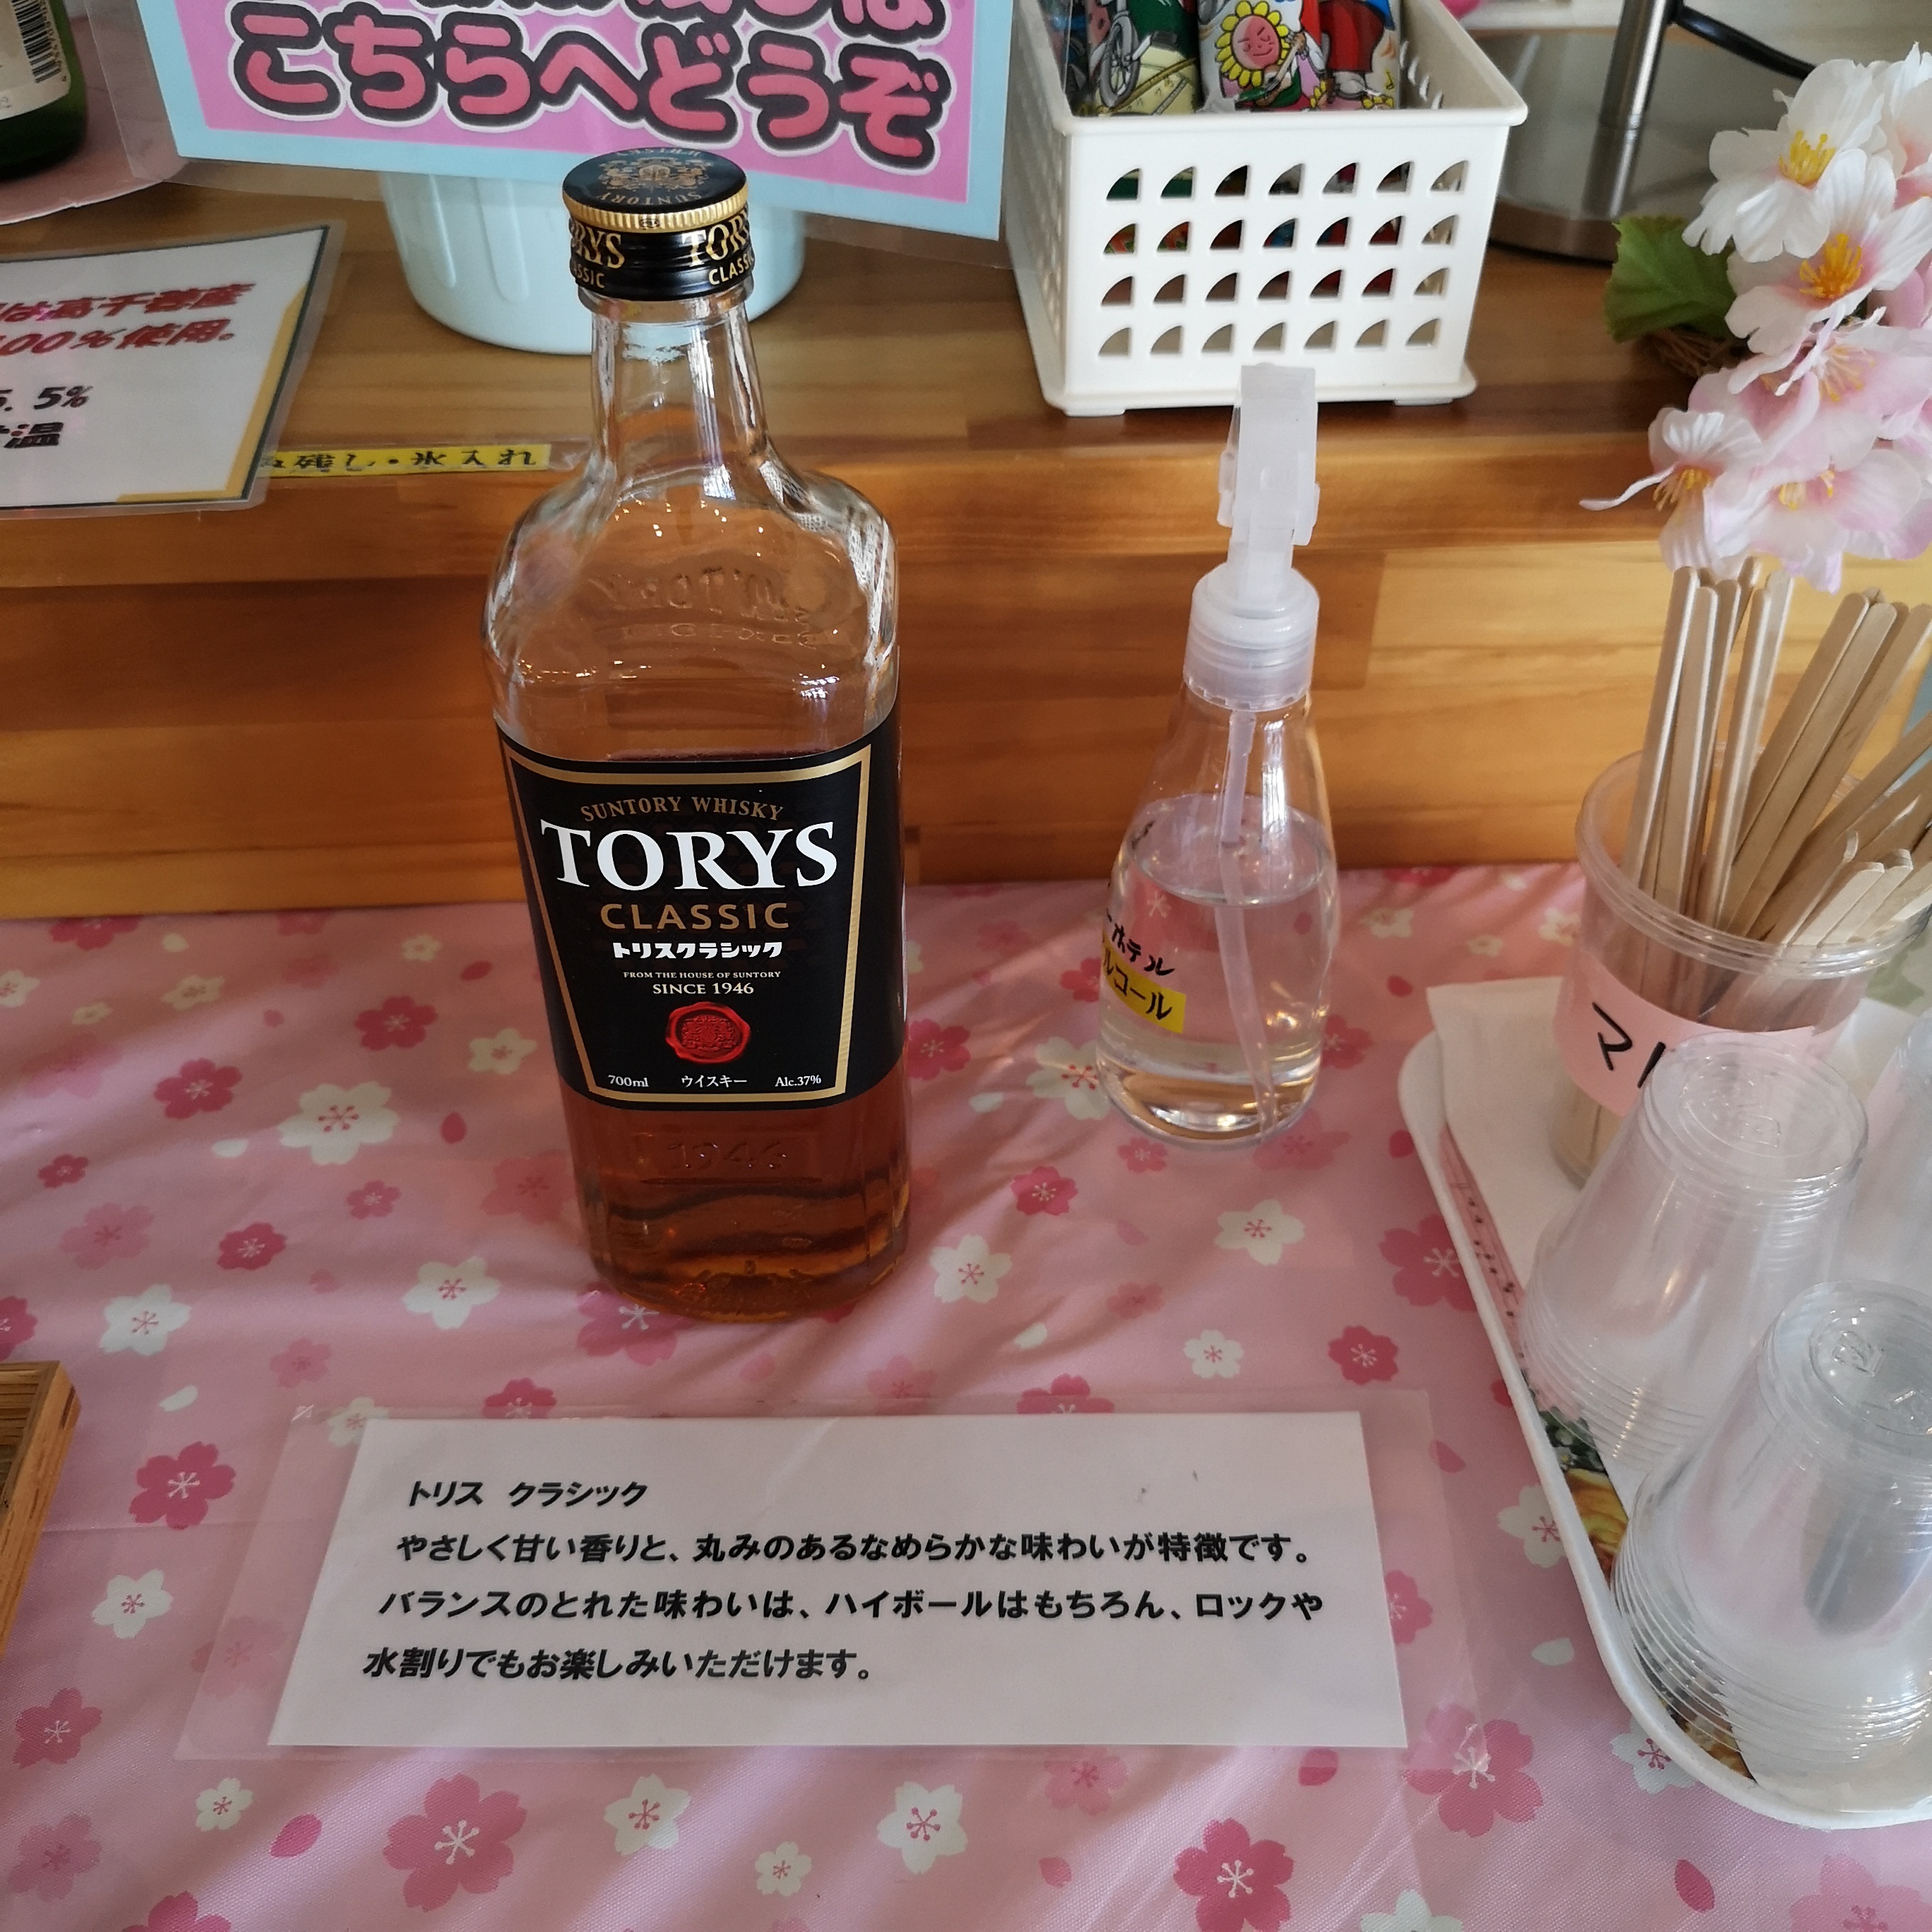 こちらへどうぞ
は高千穂産
100%使用。
5%
残し・氷入れ
SUNTORY
TORYS
CLASSIC
SUNTORY WHISKY
TORYS
CLASSIC
トリスクラシック
FROM THE HOUSE OF SUNTORY
SINCE 1946
700ml ウイスキー Alc.37%
1946
ホテル
コール
トリス クラシック
やさしく甘い香りと、丸みのあるなめらかな味わいが特徴です。
バランスのとれた味わいは、ハイボールはもちろん、ロックや
水割りでもお楽しみいただけます。